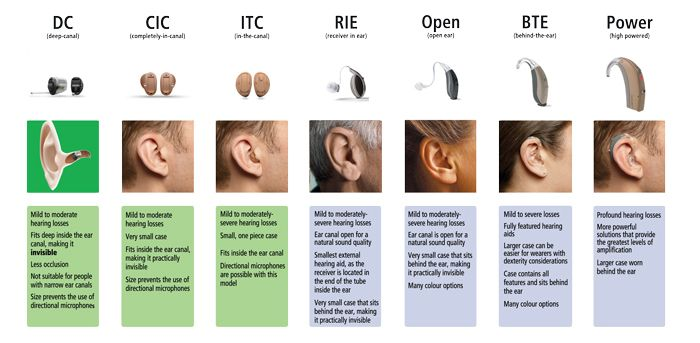 DC
(deep-canal)
CIC
(completely-in-canal)
ITC
(in-the-canal)
RIE
(receiver in ear)
Open
(open ear)
BTE
(behind-the-ear)
Power
(high powered)
Mild to moderate
hearing losses
Fits deep inside the ear
canal, making it
invisible
Less occlusion
Not suitable for people
with narrow ear canals
Size prevents the use of
directional microphones
Mild to moderate
hearing losses
Very small case
Fits inside the ear canal,
making it practically
invisible
Size prevents the use of
directional microphones
Mild to moderately-
severe hearing losses
Small, one piece case
Fits inside the ear canal
Directional microphones
are possible with this
model
Mild to moderately-
severe hearing losses
Ear canal open for a
natural sound quality
Smallest external
hearing aid, as the
receiver is located in
the end of the tube
inside the ear
Very small case that sits
behind the ear, making
it practically invisible
Mild to moderately-
severe hearing losses
Ear canal is open for a
natural sound quality
Very small case that sits
behind the ear, making
it practically invisible
Many colour options
Mild to severe losses
Fully featured hearing
aids
Larger case can be
easier for wearers with
dexterity considerations
Case contains all
features and sits behind
the ear
Many colour options
Profound hearing losses
More powerful
solutions that provide
the greatest levels of
amplification
Larger case worn
behind the ear